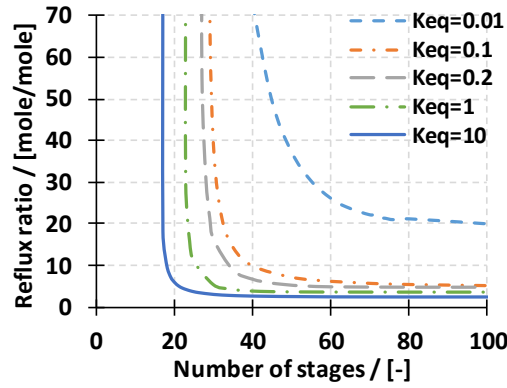 Reflux ratio / [mole/mole]
70
60
50
40
30
20
10
0
0 20 40 60 80 100
Number of stages / [-]
Keq=0.01
Keq=0.1
Keq=0.2
Keq=1
Keq=10